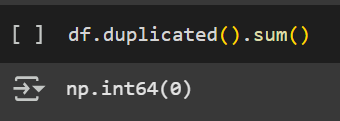 [ ] df.duplicated().sum()
np.int64(0)